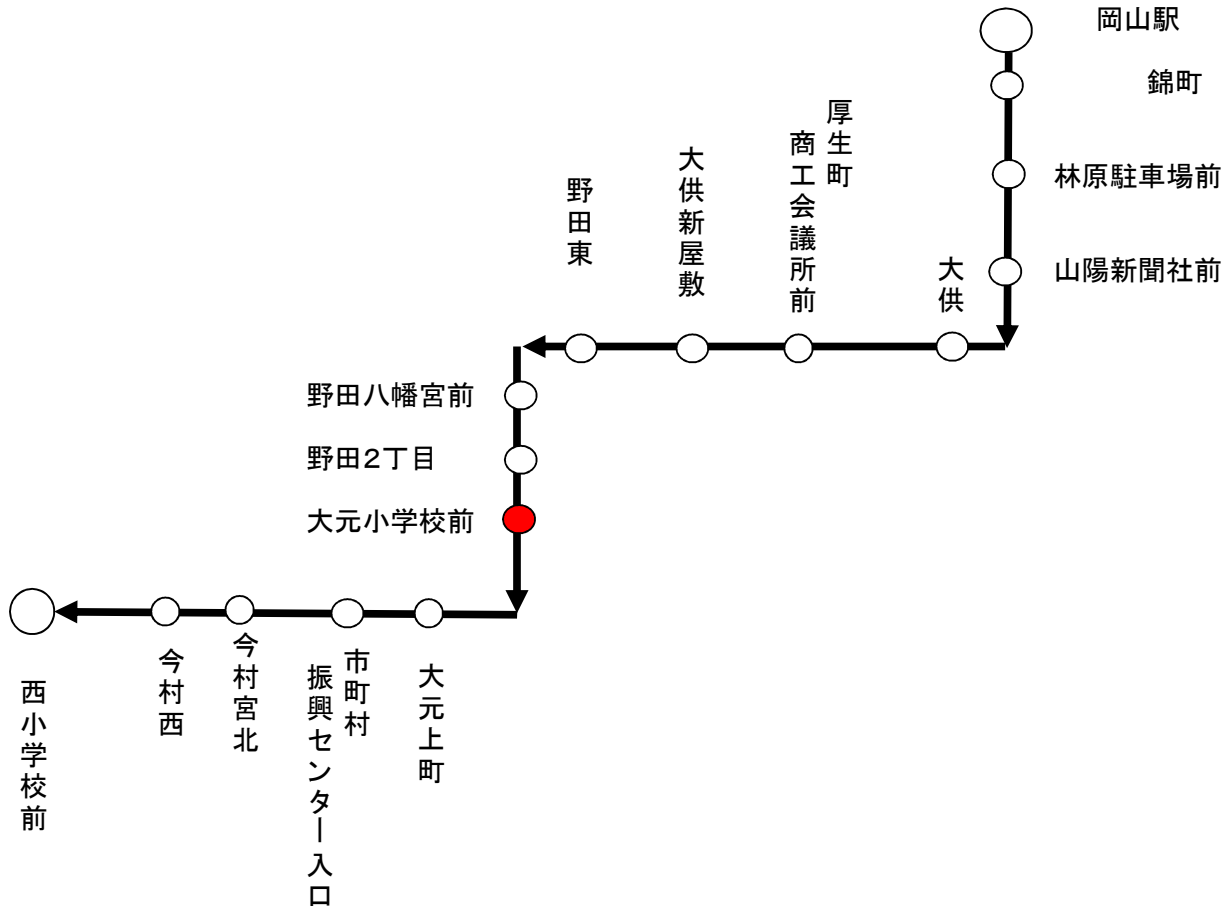 岡山駅
錦町
林原駐車場前
山陽新聞社前
大供
厚生町
商工会議所前
大供新屋敷
野田東
野田八幡宮前
野田2丁目
大元小学校前
大元上町
市町村
振興センター入口
今村宮北
今村西
西小学校前